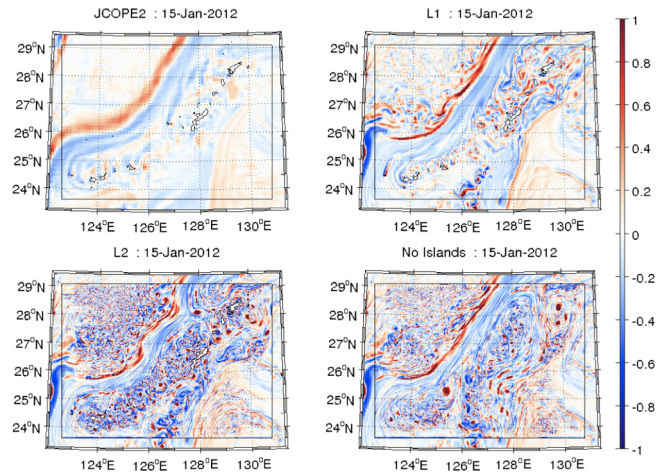 JCOPE2 : 15-Jan-2012
29°N
28°N
27°N
26°N
25°N
24°N
124°E
126°E
128°E
130°E
L1 : 15-Jan-2012
29°N
28°N
27°N
26°N
25°N
24°N
124°E
126°E
128°E
130°E
L2 : 15-Jan-2012
29°N
28°N
27°N
26°N
25°N
24°N
124°E
126°E
128°E
130°E
No Islands : 15-Jan-2012
29°N
28°N
27°N
26°N
25°N
24°N
124°E
126°E
128°E
130°E
1
0.8
0.6
0.4
0.2
0
-0.2
-0.4
-0.6
-0.8
-1